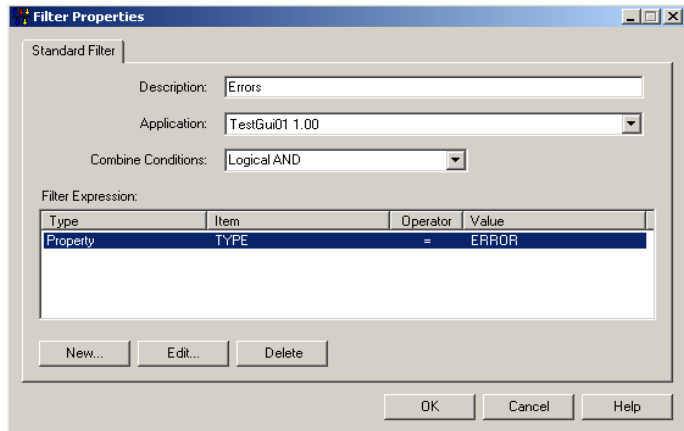 Filter Properties
Standard Filter
Description: Errors
Application: TestGui01 1.00
Combine Conditions: Logical AND
Filter Expression:
Type Item Operator Value
Property TYPE = ERROR
New... Edit... Delete
OK Cancel Help